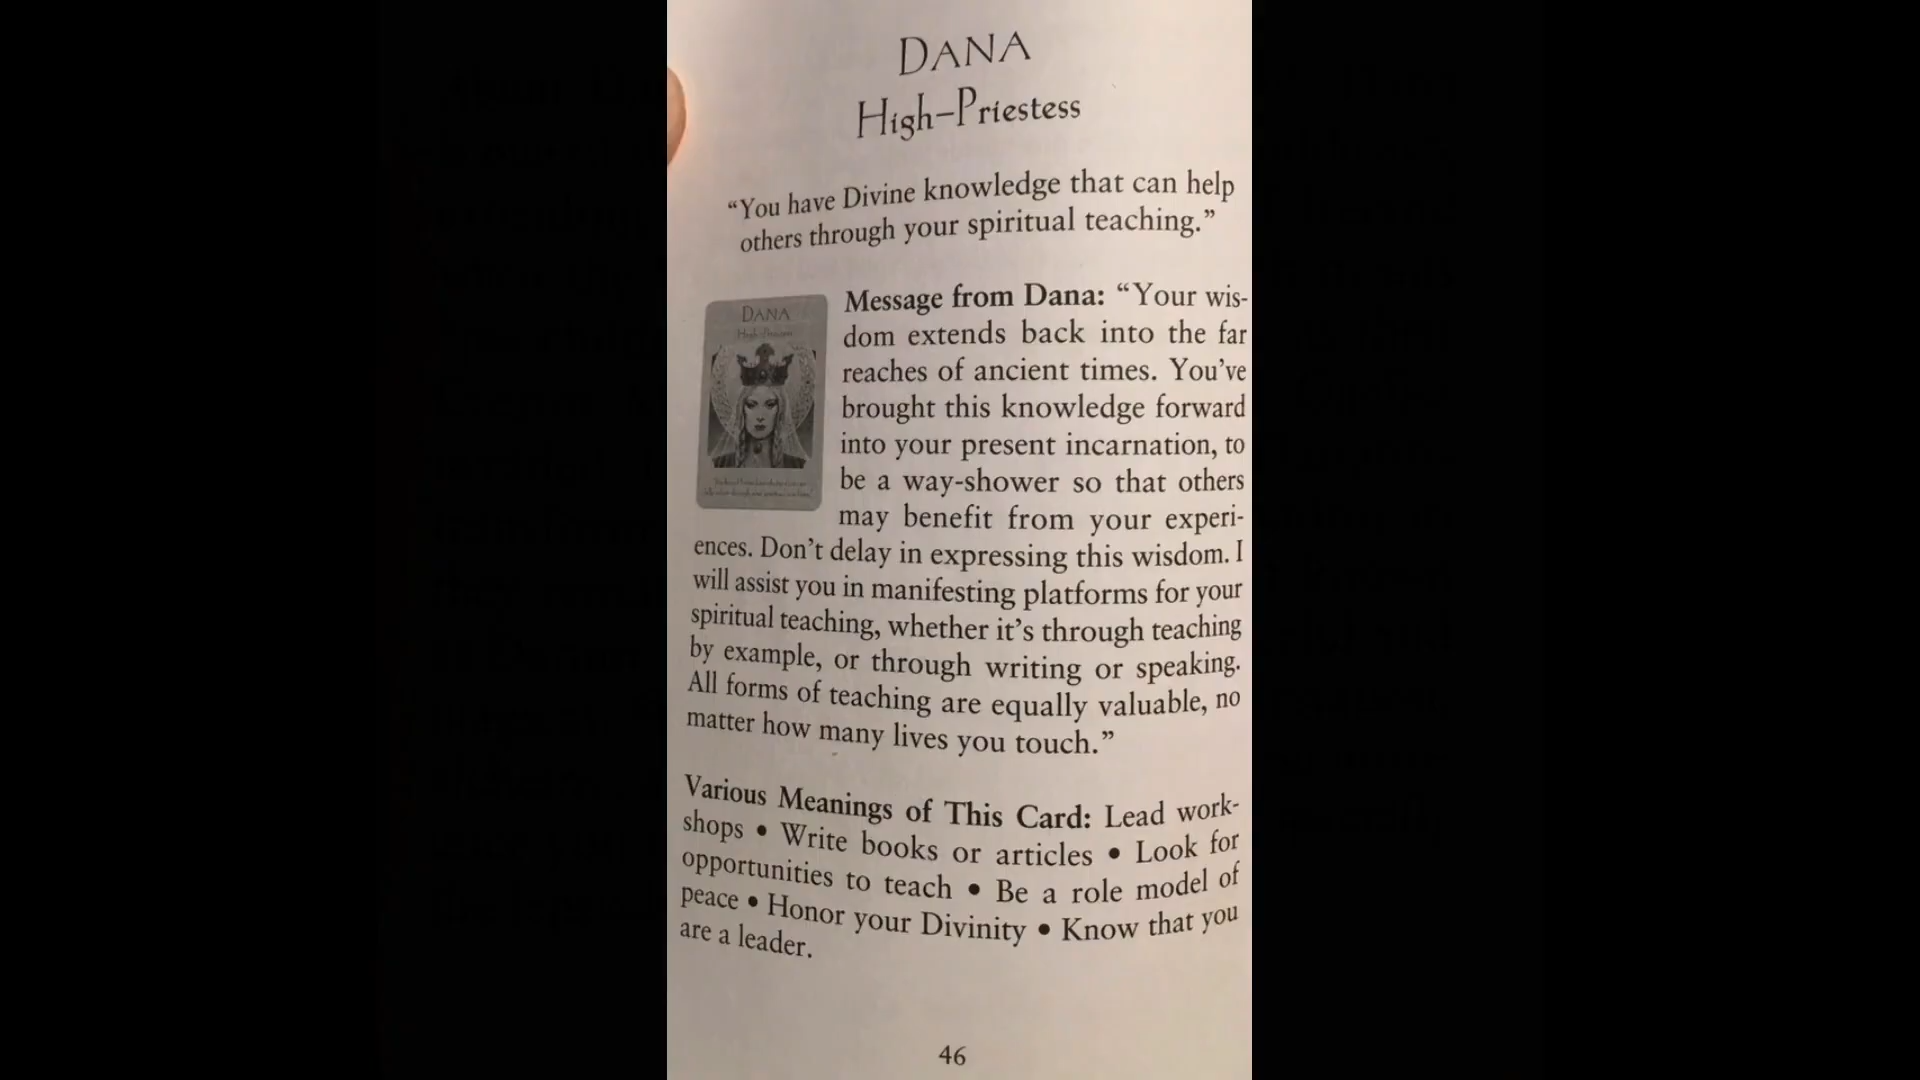 DANA
High-Priestess
“You have Divine knowledge that can help
others through your spiritual teaching.”
DANA
High-Priestess
Message from Dana: “Your wis-
dom extends back into the far
reaches of ancient times. You’ve
brought this knowledge forward
into your present incarnation, to
be a way-shower so that others
may benefit from your experi-
ences. Don’t delay in expressing this wisdom. I
will assist you in manifesting platforms for your
spiritual teaching, whether it’s through teaching
by example, or through writing or speaking.
All forms of teaching are equally valuable, no
matter how many lives you touch.”
Various Meanings of This Card: Lead work-
shops • Write books or articles • Look for
opportunities to teach • Be a role model of
peace • Honor your Divinity • Know that you
are a leader.
46